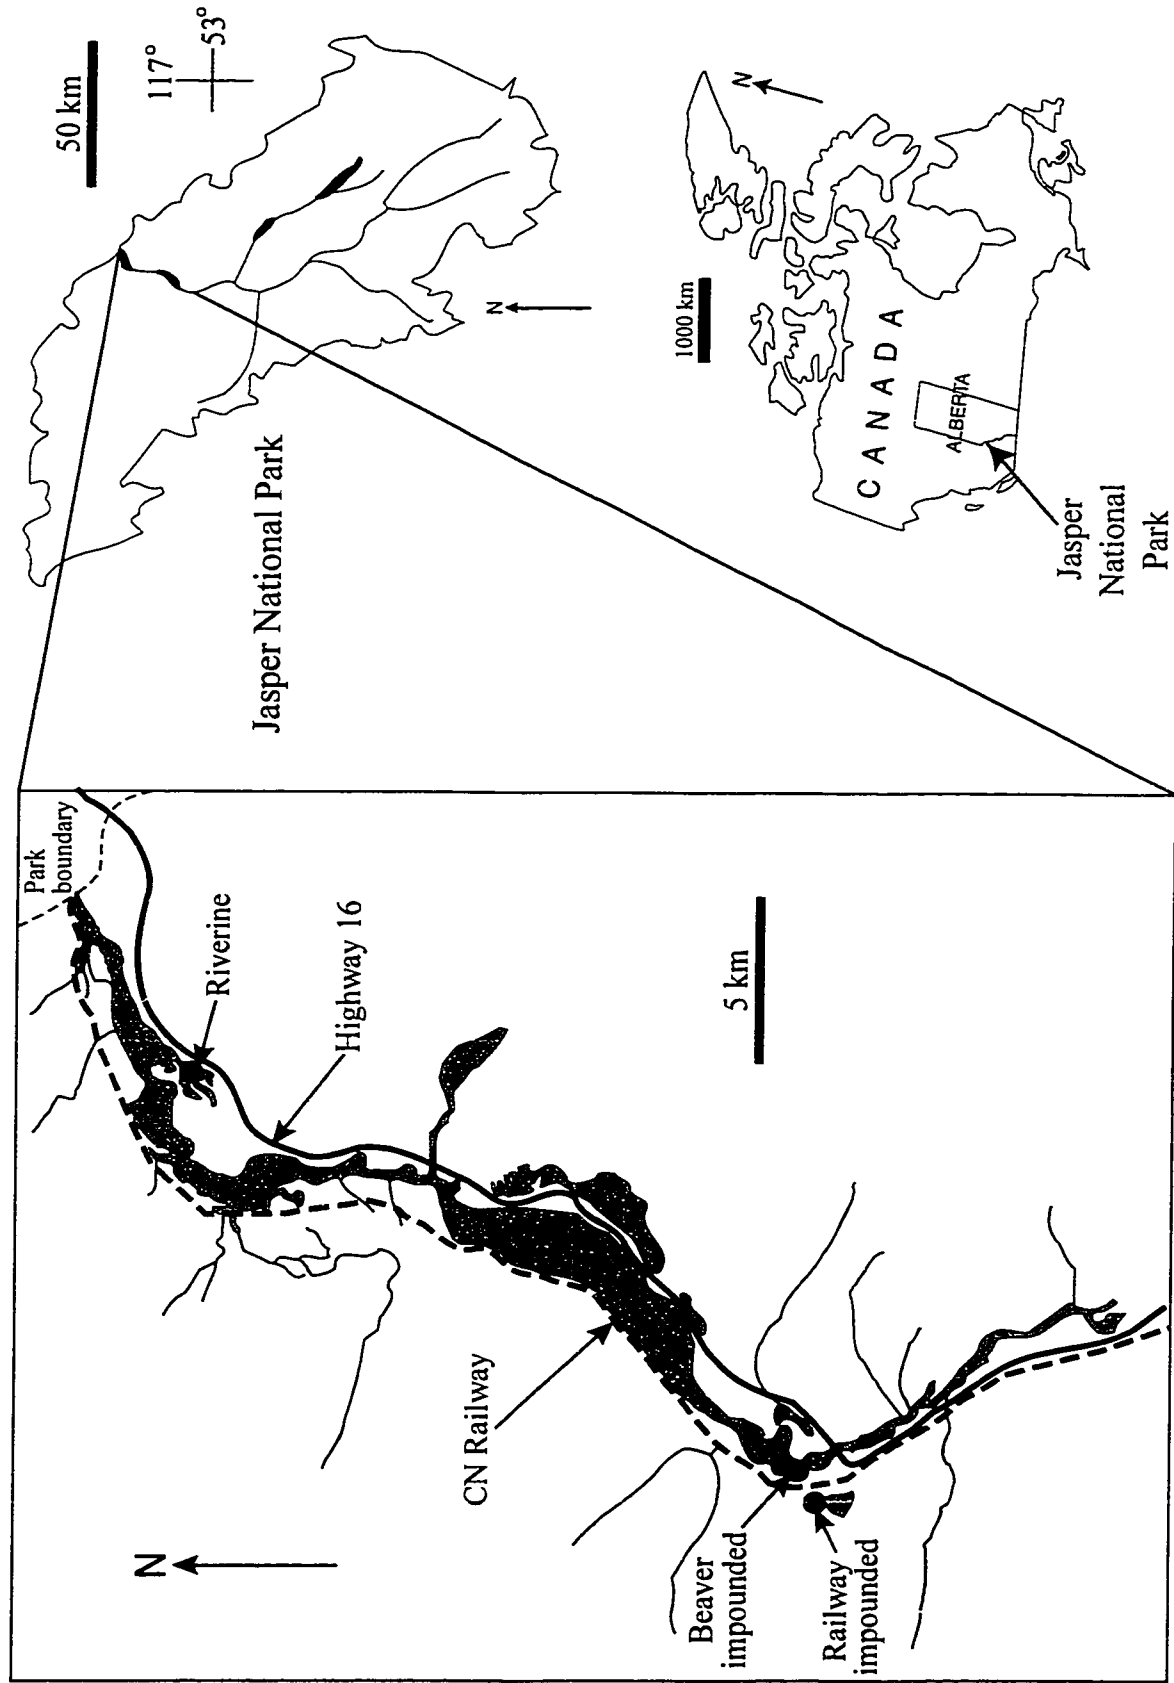 Park
boundary
Riverine
Highway 16
5 km
CN Railway
N
Beaver
impounded
Railway
impounded
50 km
117°
53°
N
Jasper National Park
N
1000 km
CANADA
ALBERTA
Jasper
National
Park